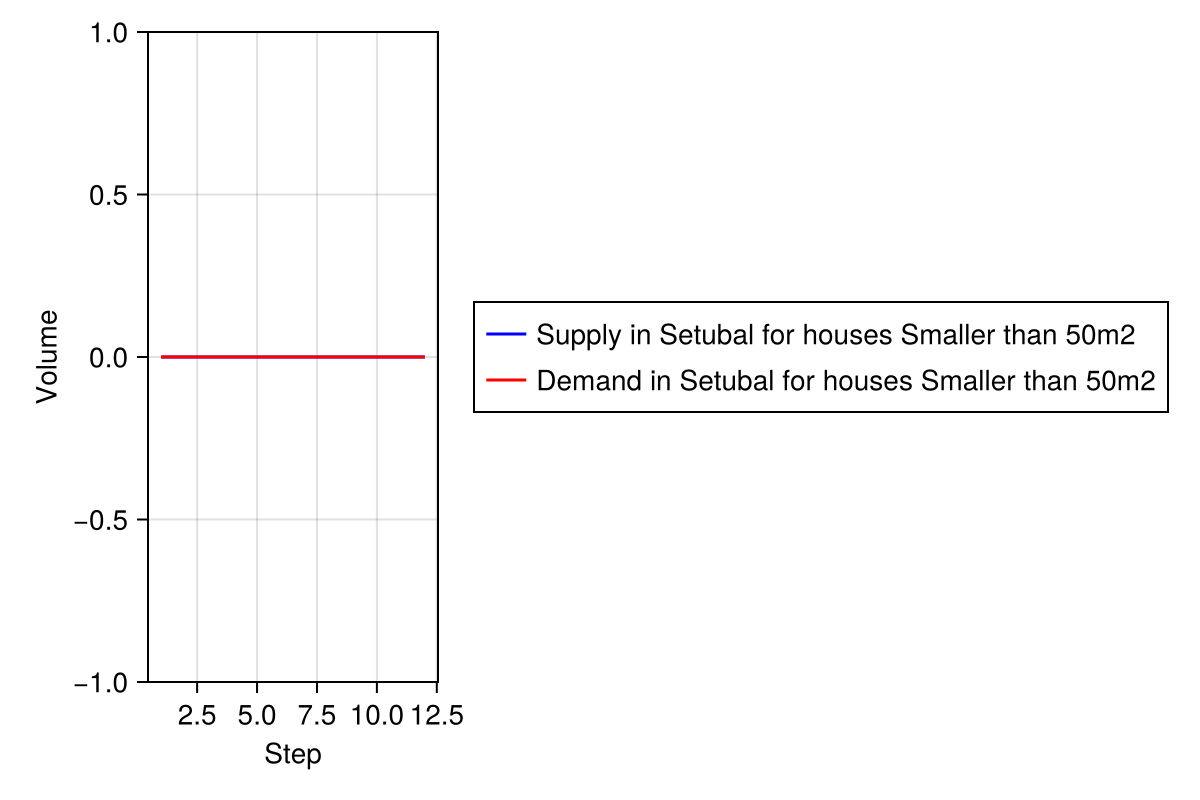 1.0
0.5
0.0
−0.5
−1.0
Volume
2.5 5.0 7.5 10.0 12.5
Step
Supply in Setubal for houses Smaller than 50m2
Demand in Setubal for houses Smaller than 50m2